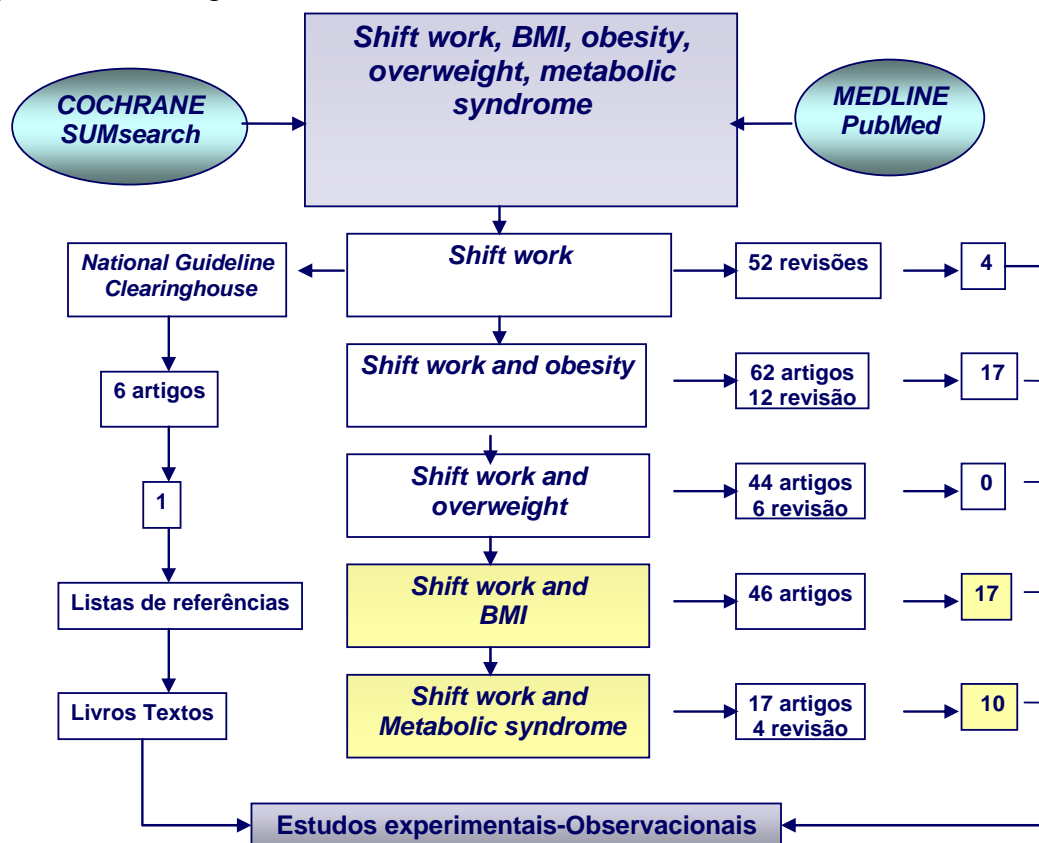 Shift work, BMI, obesity,
overweight, metabolic
syndrome
COCHRANE
SUMsearch
MEDLINE
PubMed
National Guideline
Clearinghouse
Shift work
52 revisões
4
6 artigos
Shift work and obesity
62 artigos
12 revisão
17
1
Shift work and
overweight
44 artigos
6 revisão
0
Listas de referências
Shift work and
BMI
46 artigos
17
Livros Textos
Shift work and
Metabolic syndrome
17 artigos
4 revisão
10
Estudos experimentais-Observacionais